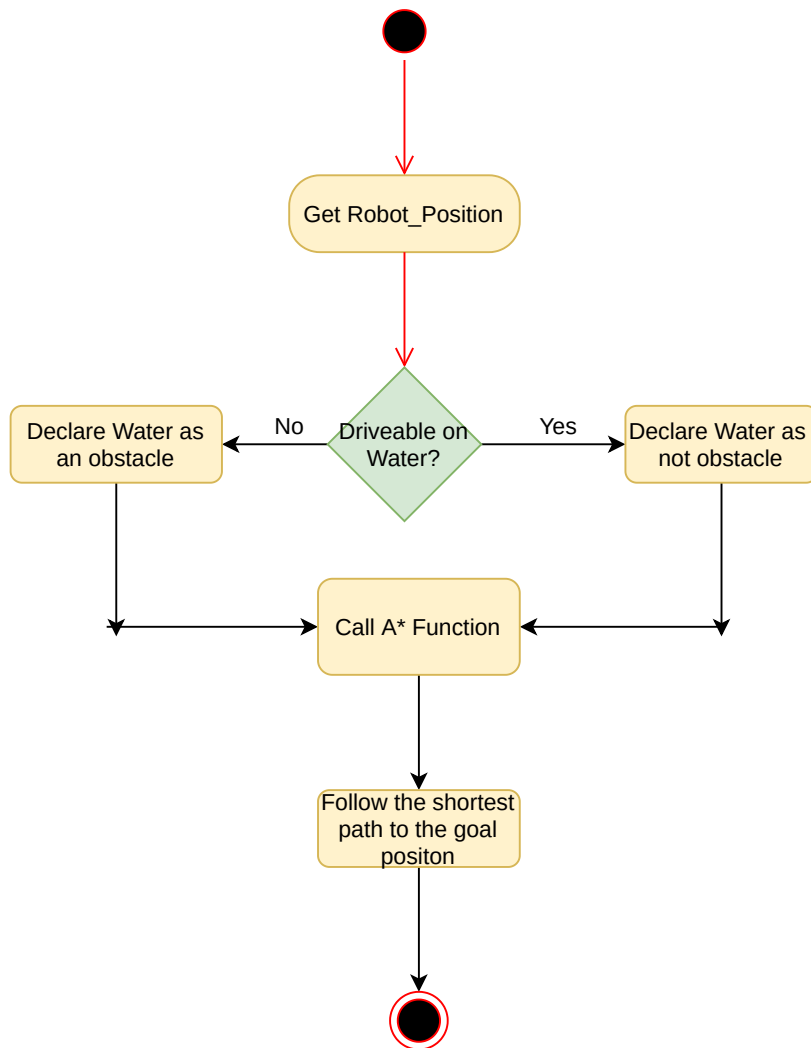 Get Robot_Position
No
Driveable on
Water?
Yes
Declare Water as
an obstacle
Declare Water as
not obstacle
Call A* Function
Follow the shortest
path to the goal
positon